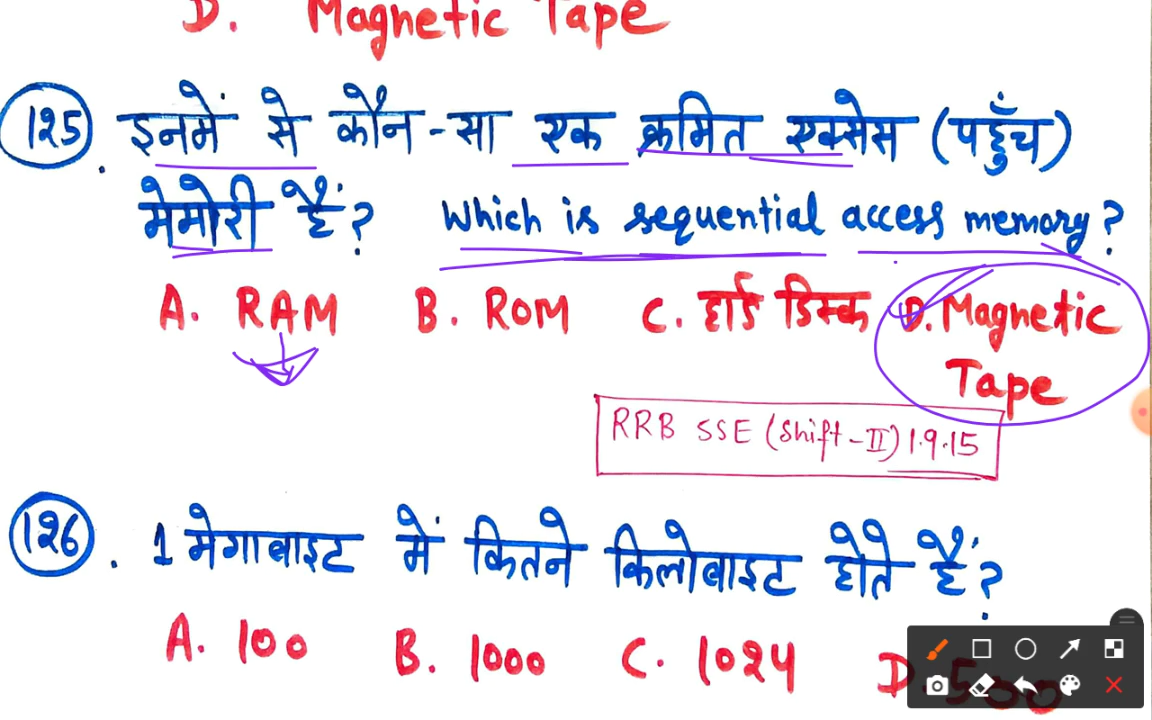 D. Magnetic Tape
125. इनमें से कौन-सा एक क्रमित एक्सेस (पहुँच)
मेमोरी हैं? Which is sequential access memory?
A. RAM B. ROM C. हार्ड डिस्क D. Magnetic
Tape
RRB SSE (Shift-II) 1.9.15
126. 1 मेगाबाइट में कितने किलोबाइट होते हैं?
A. 100 B. 1000 C. 1024 D. 500